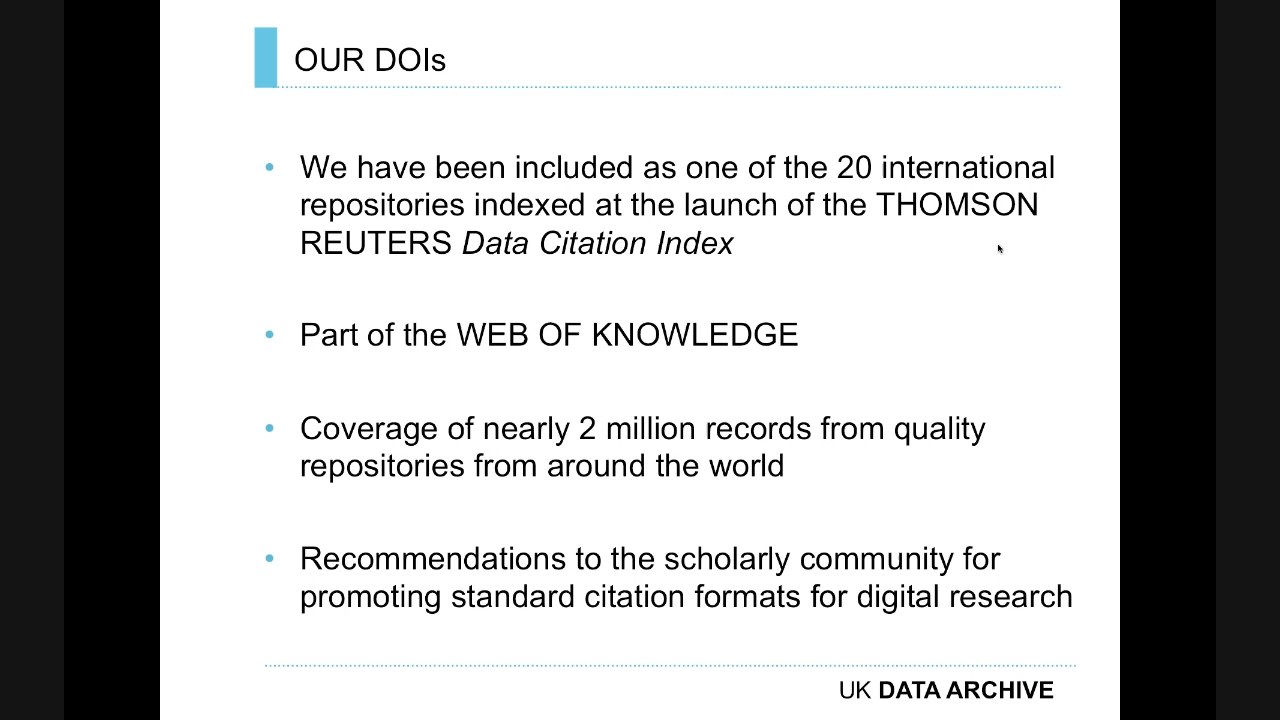 OUR DOIs
• We have been included as one of the 20 international
repositories indexed at the launch of the THOMSON
REUTERS Data Citation Index
• Part of the WEB OF KNOWLEDGE
• Coverage of nearly 2 million records from quality
repositories from around the world
• Recommendations to the scholarly community for
promoting standard citation formats for digital research
UK DATA ARCHIVE